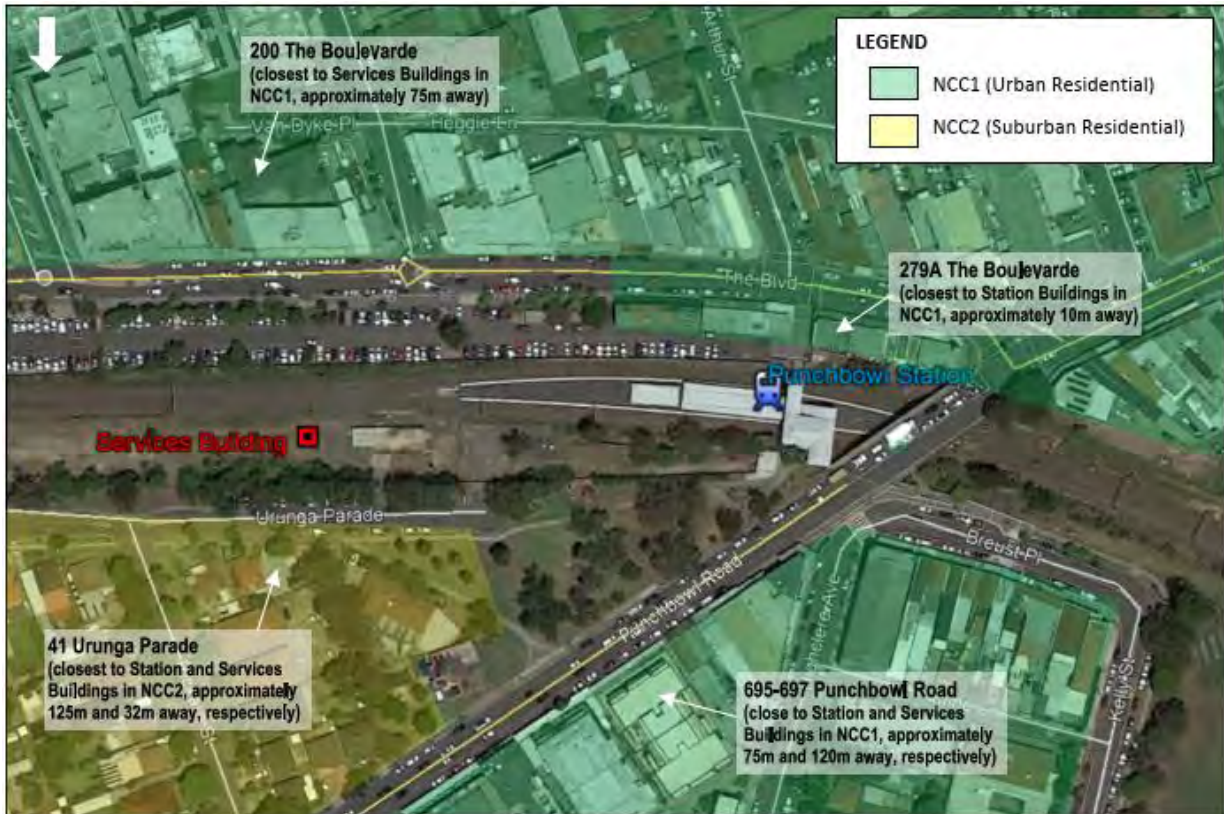 LEGEND
NCC1 (Urban Residential)
NCC2 (Suburban Residential)
200 The Boulevarde
(closest to Services Buildings in
NCC1, approximately 75m away)
Van Dyke Pl
Heggie Ln
Arthur St
279A The Boulevarde
(closest to Station Buildings in
NCC1, approximately 10m away)
The Blvd
Punchbowl Station
Services Building
Urunga Parade
Punchbowl Road
Breust Pl
Kelly St
41 Urunga Parade
(closest to Station and Services
Buildings in NCC2, approximately
125m and 32m away, respectively)
695-697 Punchbowl Road
(close to Station and Services
Buildings in NCC1, approximately
75m and 120m away, respectively)